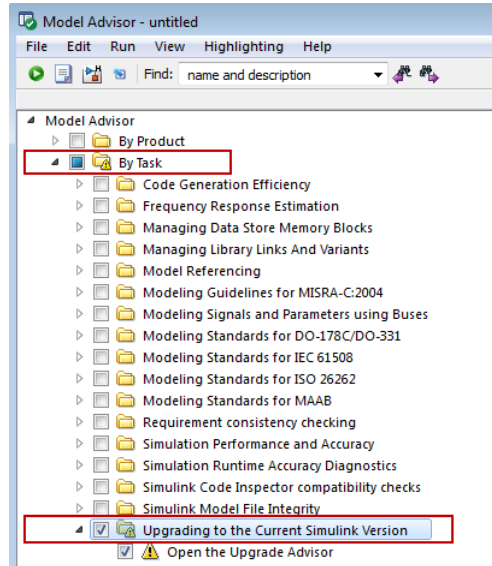 Model Advisor - untitled
File Edit Run View Highlighting Help
Find: name and description
Model Advisor
By Product
By Task
Code Generation Efficiency
Frequency Response Estimation
Managing Data Store Memory Blocks
Managing Library Links And Variants
Model Referencing
Modeling Guidelines for MISRA-C:2004
Modeling Signals and Parameters using Buses
Modeling Standards for DO-178C/DO-331
Modeling Standards for IEC 61508
Modeling Standards for ISO 26262
Modeling Standards for MAAB
Requirement consistency checking
Simulation Performance and Accuracy
Simulation Runtime Accuracy Diagnostics
Simulink Code Inspector compatibility checks
Simulink Model File Integrity
Upgrading to the Current Simulink Version
Open the Upgrade Advisor